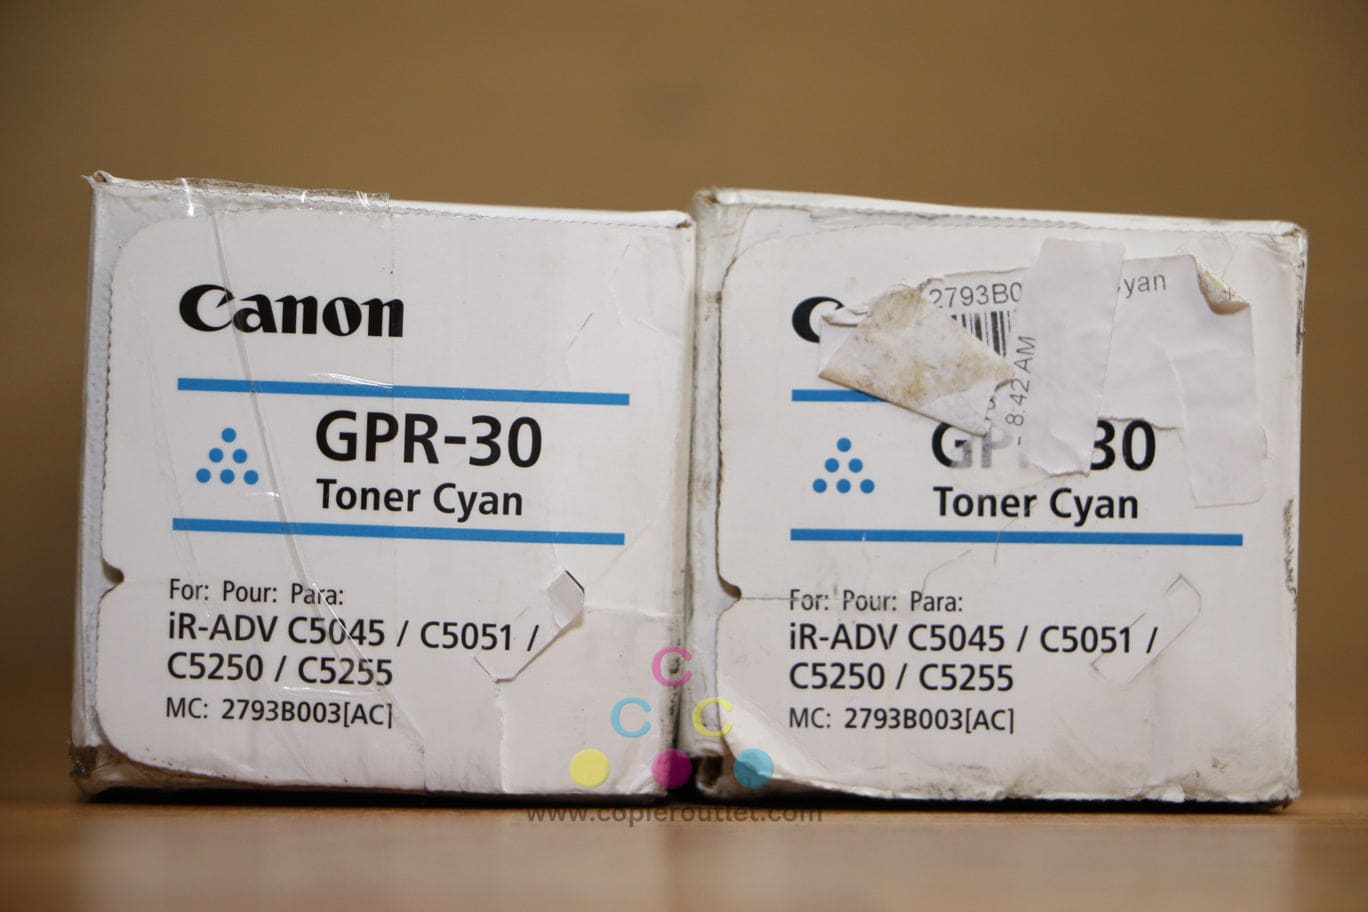 Canon
GPR-30
Toner Cyan
For: Pour: Para:
iR-ADV C5045 / C5051 /
C5250 / C5255
MC: 2793B003[AC]
C
2793B0
yan
8:42 AM
GP 30
Toner Cyan
For: Pour: Para:
iR-ADV C5045 / C5051 /
C5250 / C5255
MC: 2793B003[AC]
C
C C
www.copieroutlet.com